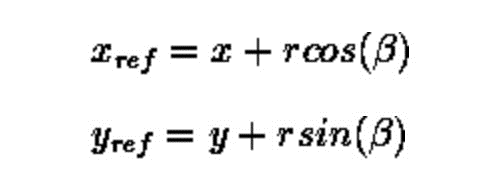 x_ref = x + rcos(β)
y_ref = y + rsin(β)